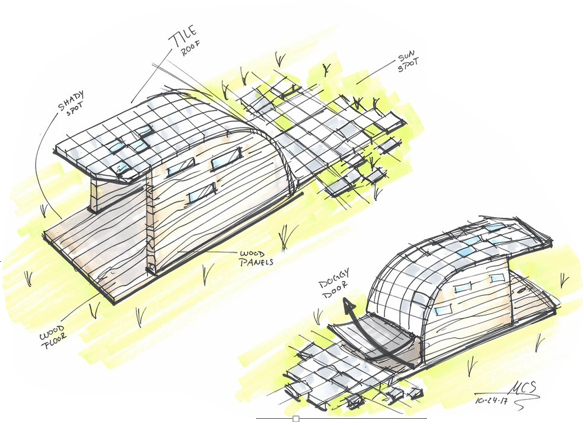 TILE
ROOF
SUN
SPOT
SHADY
SPOT
WOOD
PANELS
DOGGY
DOOR
WOOD
FLOOR
MCS
10-24-17